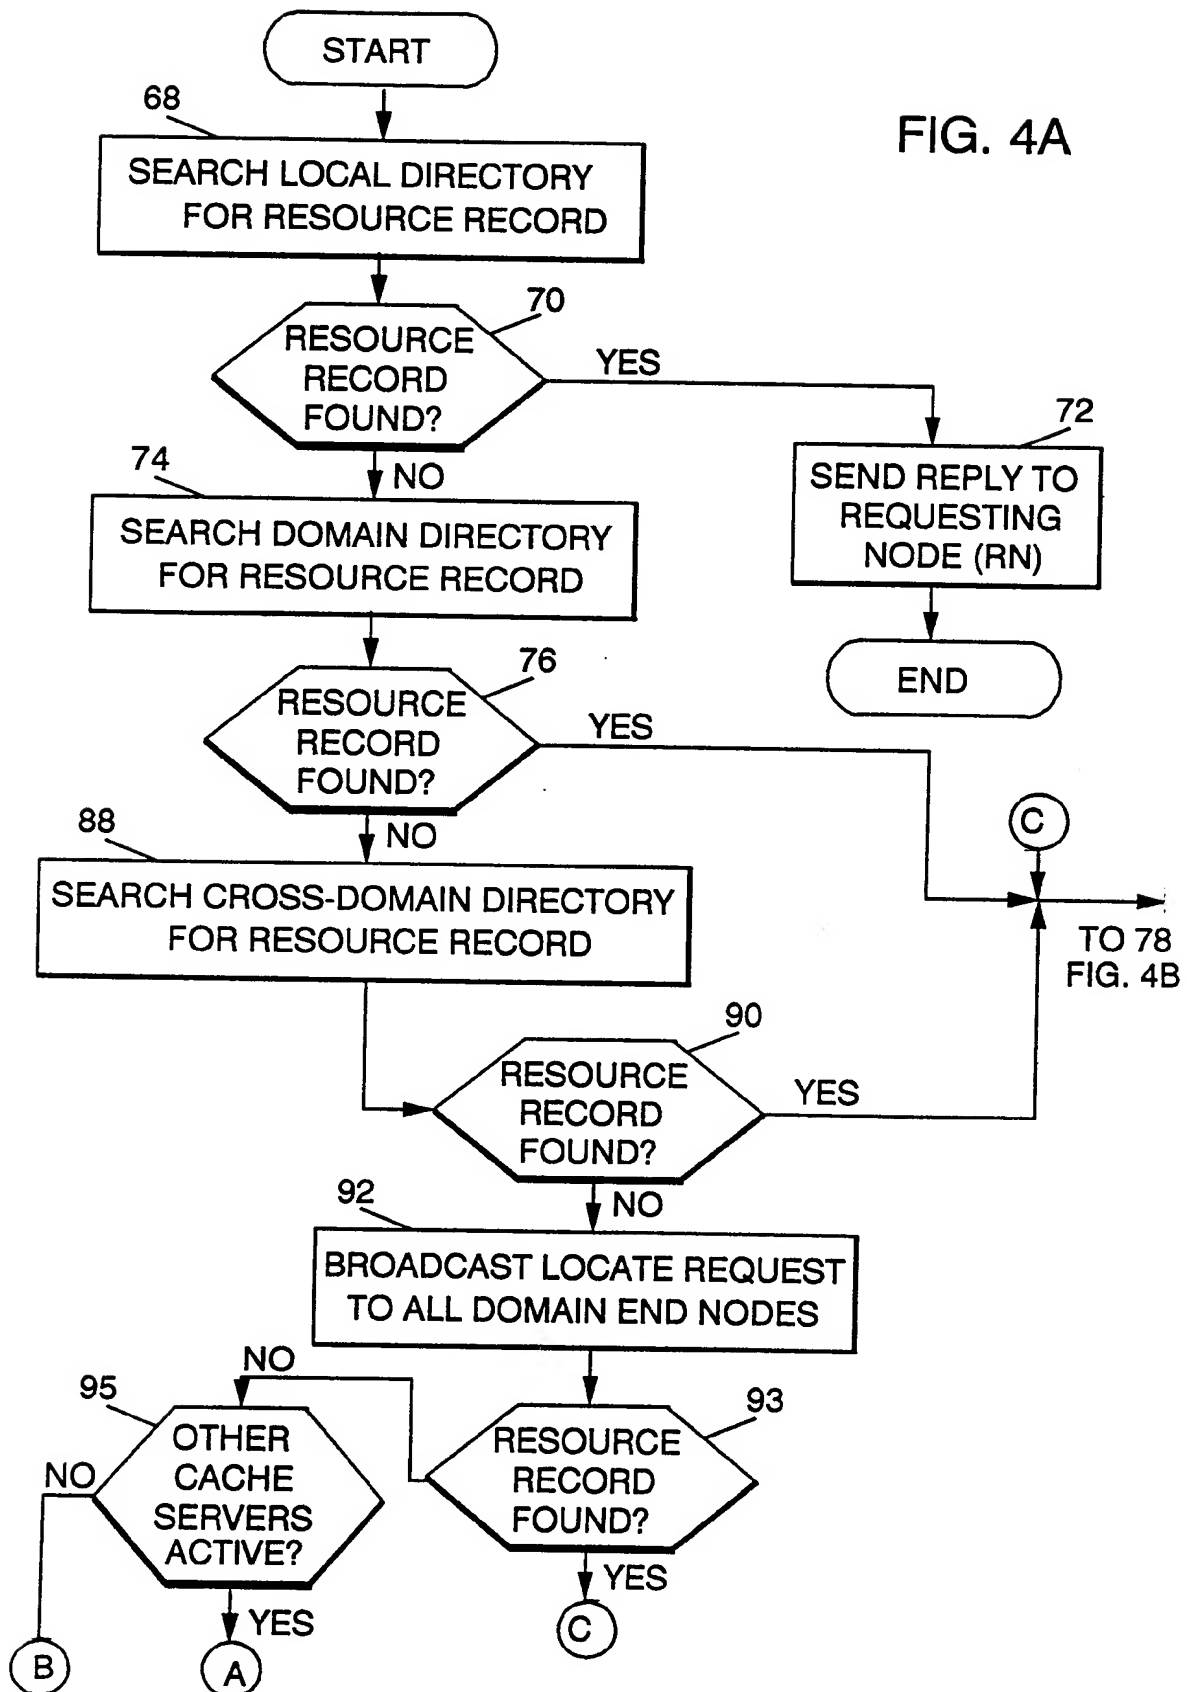 START
FIG. 4A
68
SEARCH LOCAL DIRECTORY
FOR RESOURCE RECORD
70
RESOURCE
RECORD
FOUND?
YES
NO
72
SEND REPLY TO
REQUESTING
NODE (RN)
END
74
SEARCH DOMAIN DIRECTORY
FOR RESOURCE RECORD
76
RESOURCE
RECORD
FOUND?
YES
NO
C
TO 78
FIG. 4B
88
SEARCH CROSS-DOMAIN DIRECTORY
FOR RESOURCE RECORD
90
RESOURCE
RECORD
FOUND?
YES
NO
92
BROADCAST LOCATE REQUEST
TO ALL DOMAIN END NODES
93
RESOURCE
RECORD
FOUND?
NO
YES
C
95
OTHER
CACHE
SERVERS
ACTIVE?
NO
YES
B
A